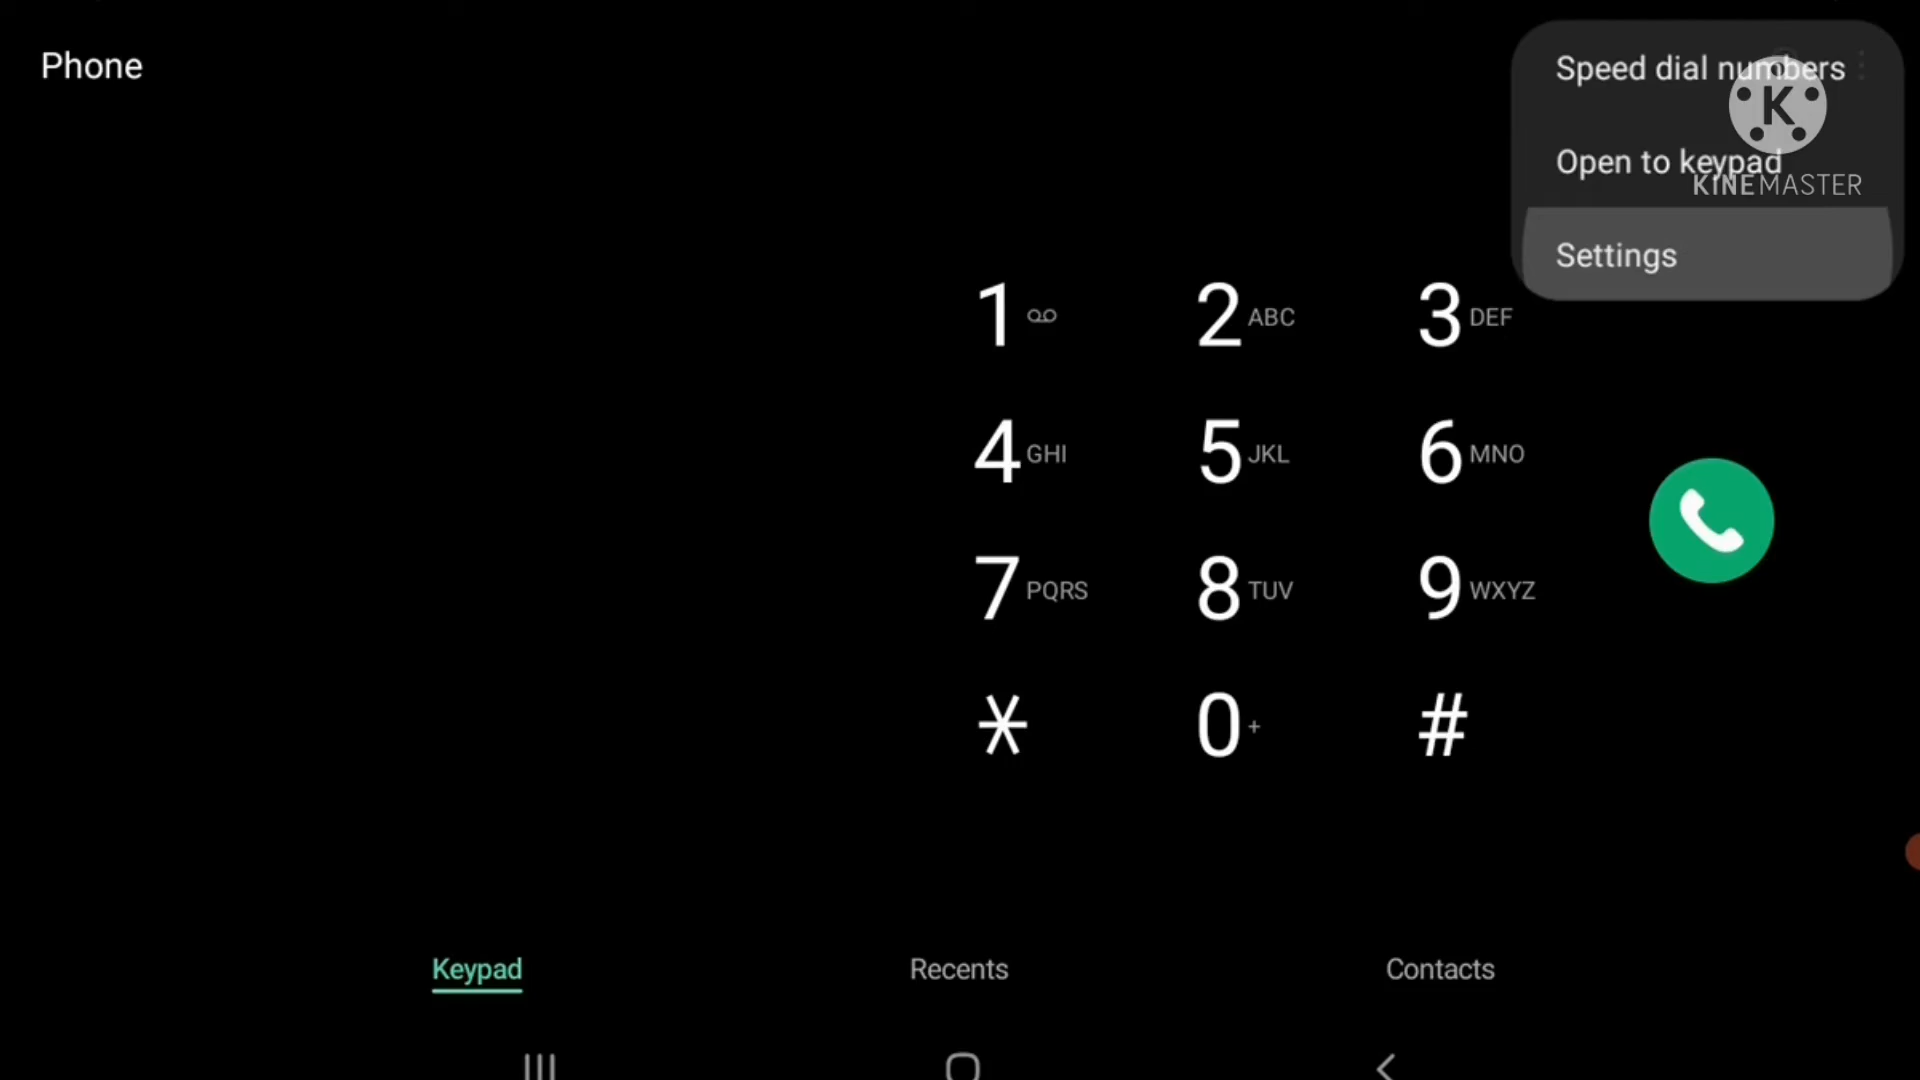 Phone
Speed dial numbers
K
Open to keypad
KINEMASTER
Settings
1
2 ABC
3 DEF
4 GHI
5 JKL
6 MNO
7 PQRS
8 TUV
9 WXYZ
*
0 +
#
Keypad
Recents
Contacts